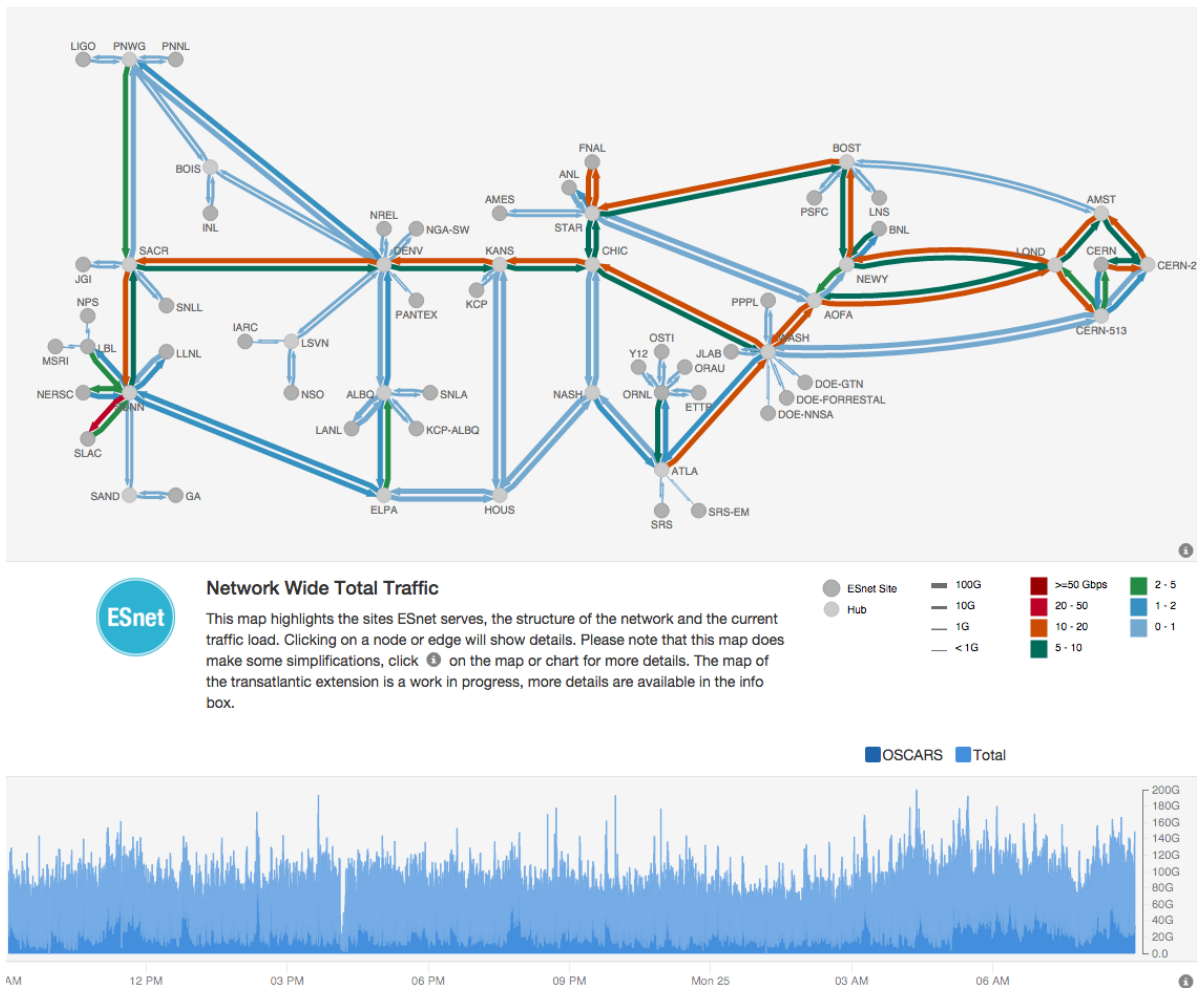 LIGO PNWG PNNL
BOIS
INL
FNAL
ANL
AMES
STAR
BOST
PSFC LNS
BNL
AMST
NREL
NGA-SW
SACR
DENV
KANS
CHIC
NEWY
LOND
CERN
CERN-2
JGI
SNLL
KCP
PANTEX
AOFA
CERN-513
NPS
MSRI
LBL
LLNL
IARC
LSVN
NSO
PPPL
WASH
OSTI
Y12
JLAB
ORAU
NERSC
SUNN
SLAC
ALBQ
SNLA
LANL
KCP-ALBQ
NASH
ORNL
ETTP
DOE-GTN
DOE-FORRESTAL
DOE-NNSA
ATLA
SAND
GA
ELPA
HOUS
SRS
SRS-EM
ESnet
Network Wide Total Traffic
This map highlights the sites ESnet serves, the structure of the network and the current
traffic load. Clicking on a node or edge will show details. Please note that this map does
make some simplifications, click i on the map or chart for more details. The map of
the transatlantic extension is a work in progress, more details are available in the info
box.
ESnet Site
Hub
100G
10G
1G
< 1G
>=50 Gbps
20 - 50
10 - 20
5 - 10
2 - 5
1 - 2
0 - 1
OSCARS Total
200G
180G
160G
140G
120G
100G
80G
60G
40G
20G
0.0
AM 12 PM 03 PM 06 PM 09 PM Mon 25 03 AM 06 AM